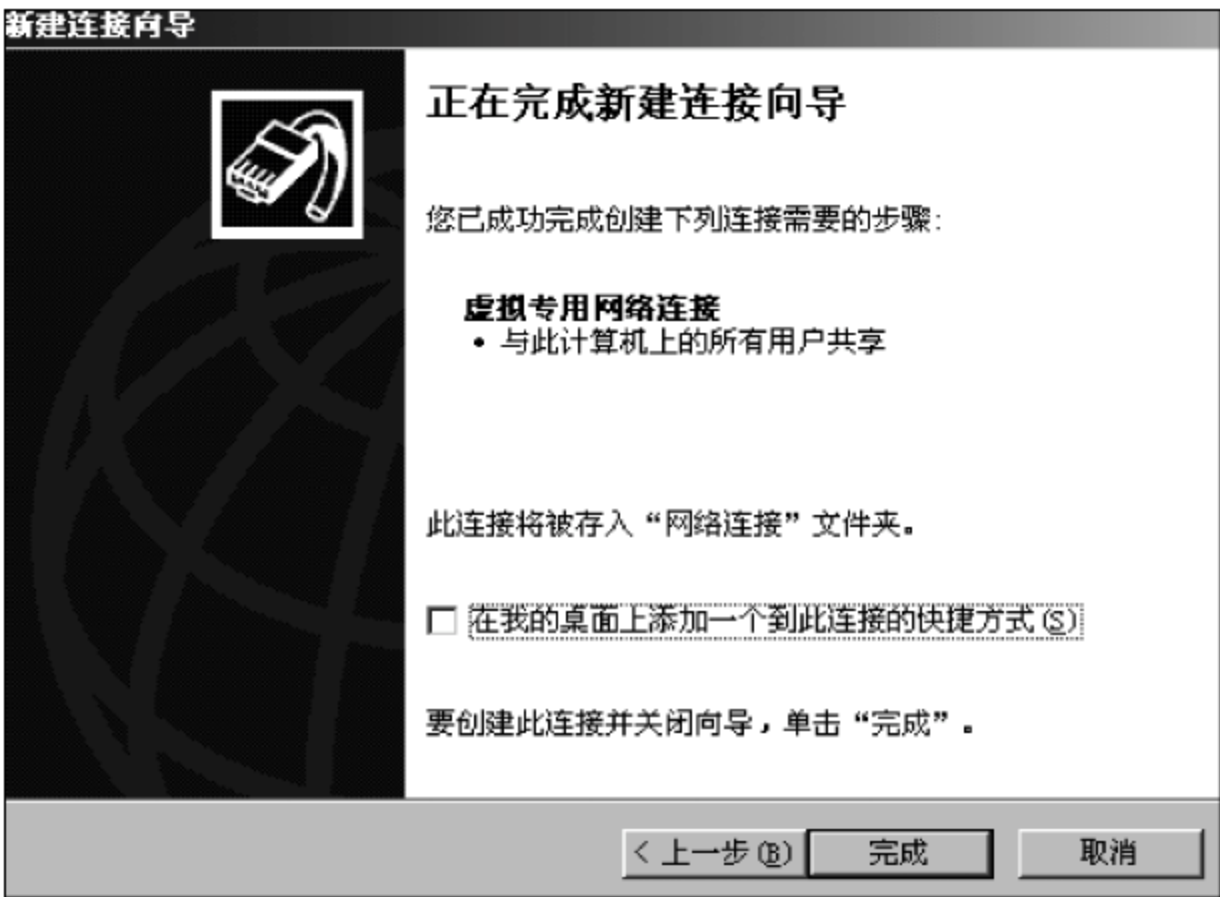 新建连接向导
正在完成新建连接向导
您已成功完成创建下列连接需要的步骤:
虚拟专用网络连接
• 与此计算机上的所有用户共享
此连接将被存入“网络连接”文件夹。
在我的桌面上添加一个到此连接的快捷方式(S)
要创建此连接并关闭向导，单击“完成”。
< 上一步(B) 完成 取消